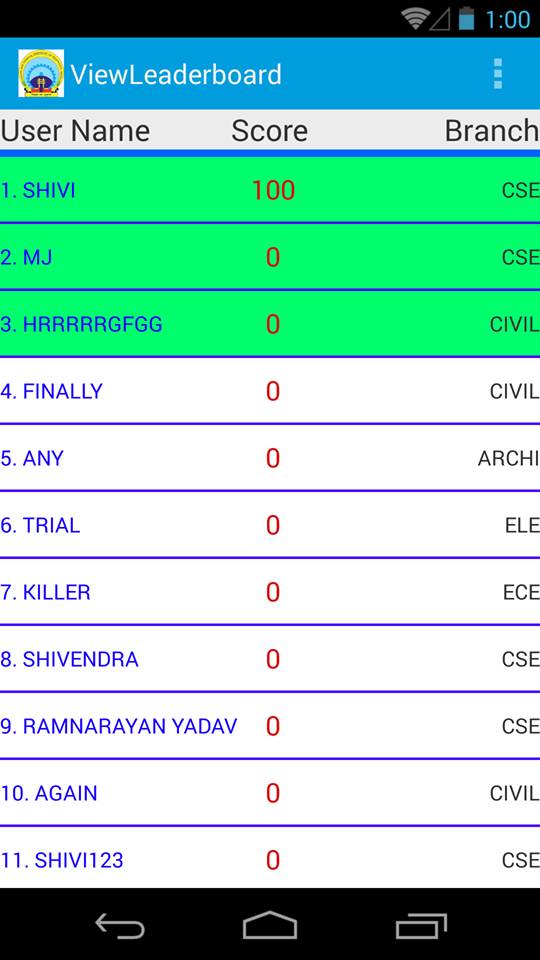 1:00
ViewLeaderboard
User Name Score Branch
1. SHIVI 100 CSE
2. MJ 0 CSE
3. HRRRRRGFGG 0 CIVIL
4. FINALLY 0 CIVIL
5. ANY 0 ARCHI
6. TRIAL 0 ELE
7. KILLER 0 ECE
8. SHIVENDRA 0 CSE
9. RAMNARAYAN YADAV 0 CSE
10. AGAIN 0 CIVIL
11. SHIVI123 0 CSE